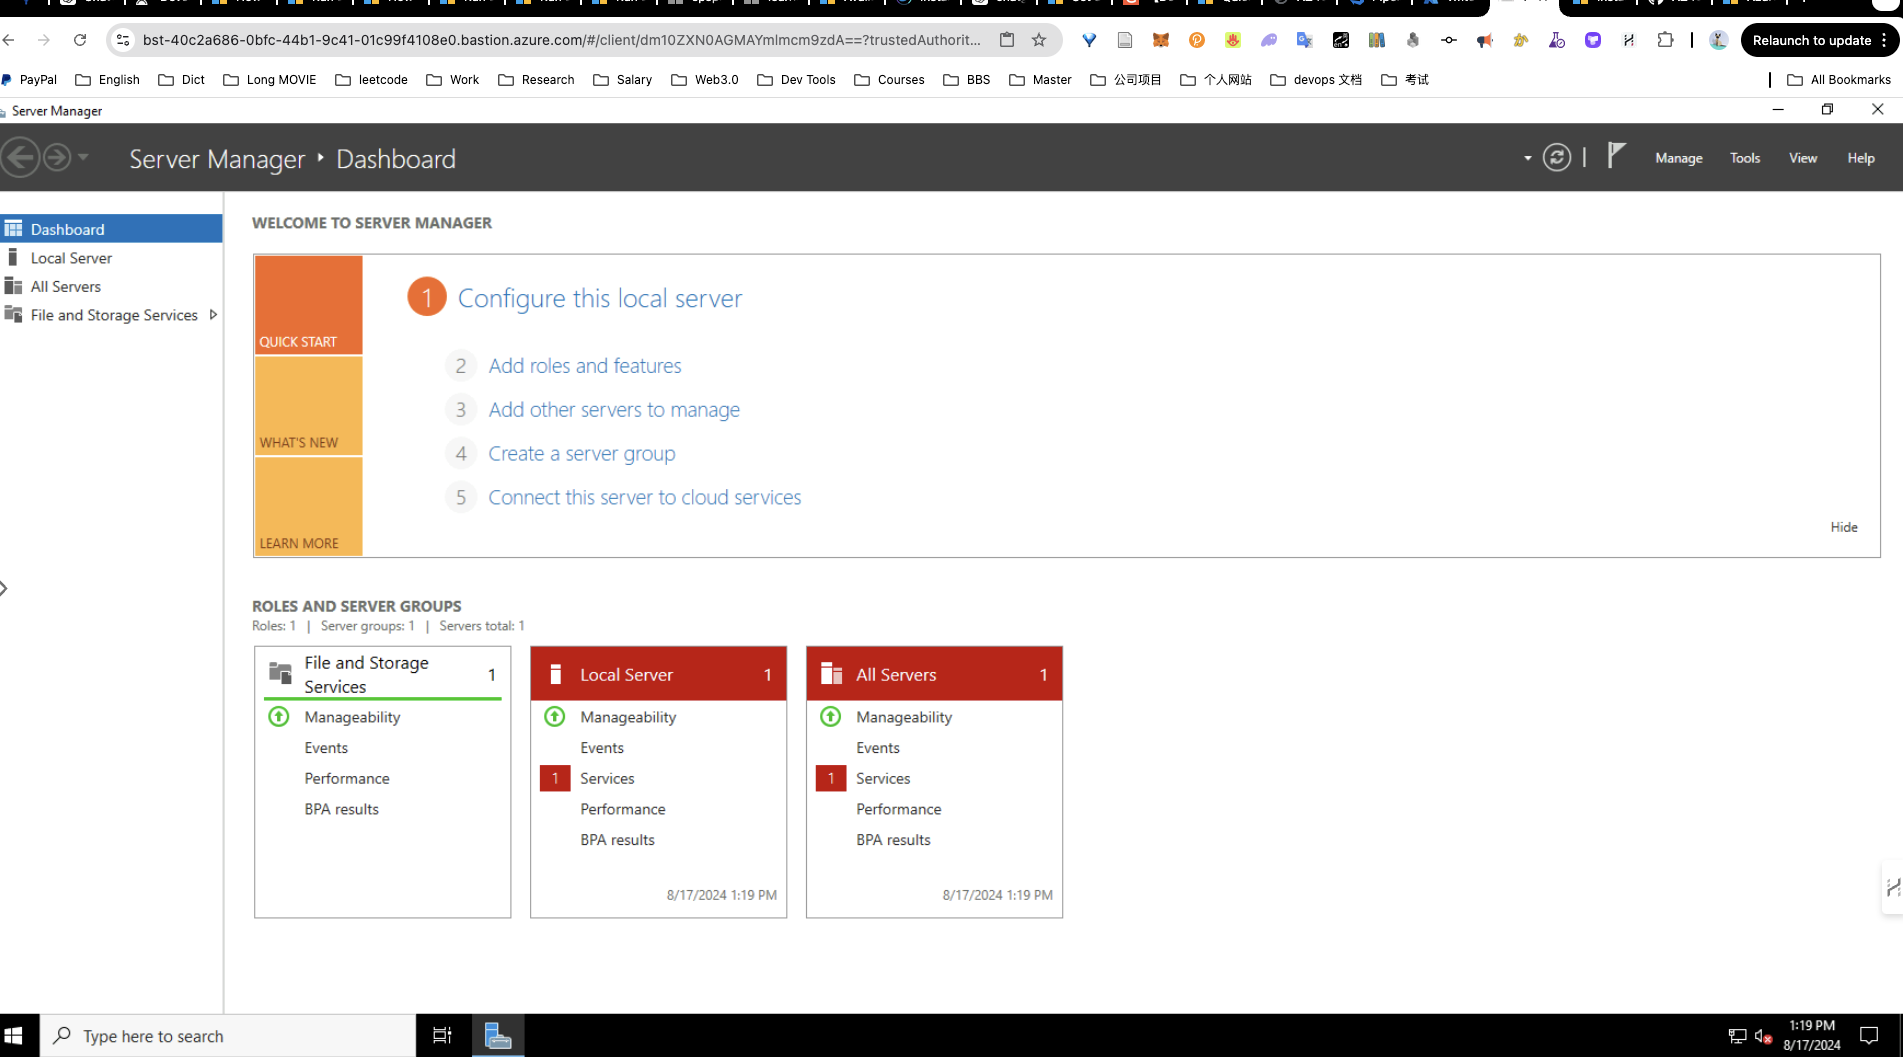 bst-40c2a686-0bfc-44b1-9c41-01c99f4108e0.bastion.azure.com/#/client/dm10ZXN0AGMAYmlmcm9zdA==?trustedAuthorit...
Relaunch to update
PayPal English Dict Long MOVIE leetcode Work Research Salary Web3.0 Dev Tools Courses BBS Master 公司项目 个人网站 devops 文档 考试 All Bookmarks
Server Manager
Server Manager Dashboard
Manage Tools View Help
Dashboard
Local Server
All Servers
File and Storage Services
WELCOME TO SERVER MANAGER
QUICK START
WHAT'S NEW
LEARN MORE
1 Configure this local server
2 Add roles and features
3 Add other servers to manage
4 Create a server group
5 Connect this server to cloud services
Hide
ROLES AND SERVER GROUPS
Roles: 1 | Server groups: 1 | Servers total: 1
File and Storage
Services
1
Manageability
Events
Performance
BPA results
Local Server 1
Manageability
Events
1 Services
Performance
BPA results
8/17/2024 1:19 PM
All Servers 1
Manageability
Events
1 Services
Performance
BPA results
8/17/2024 1:19 PM
Type here to search
1:19 PM
8/17/2024